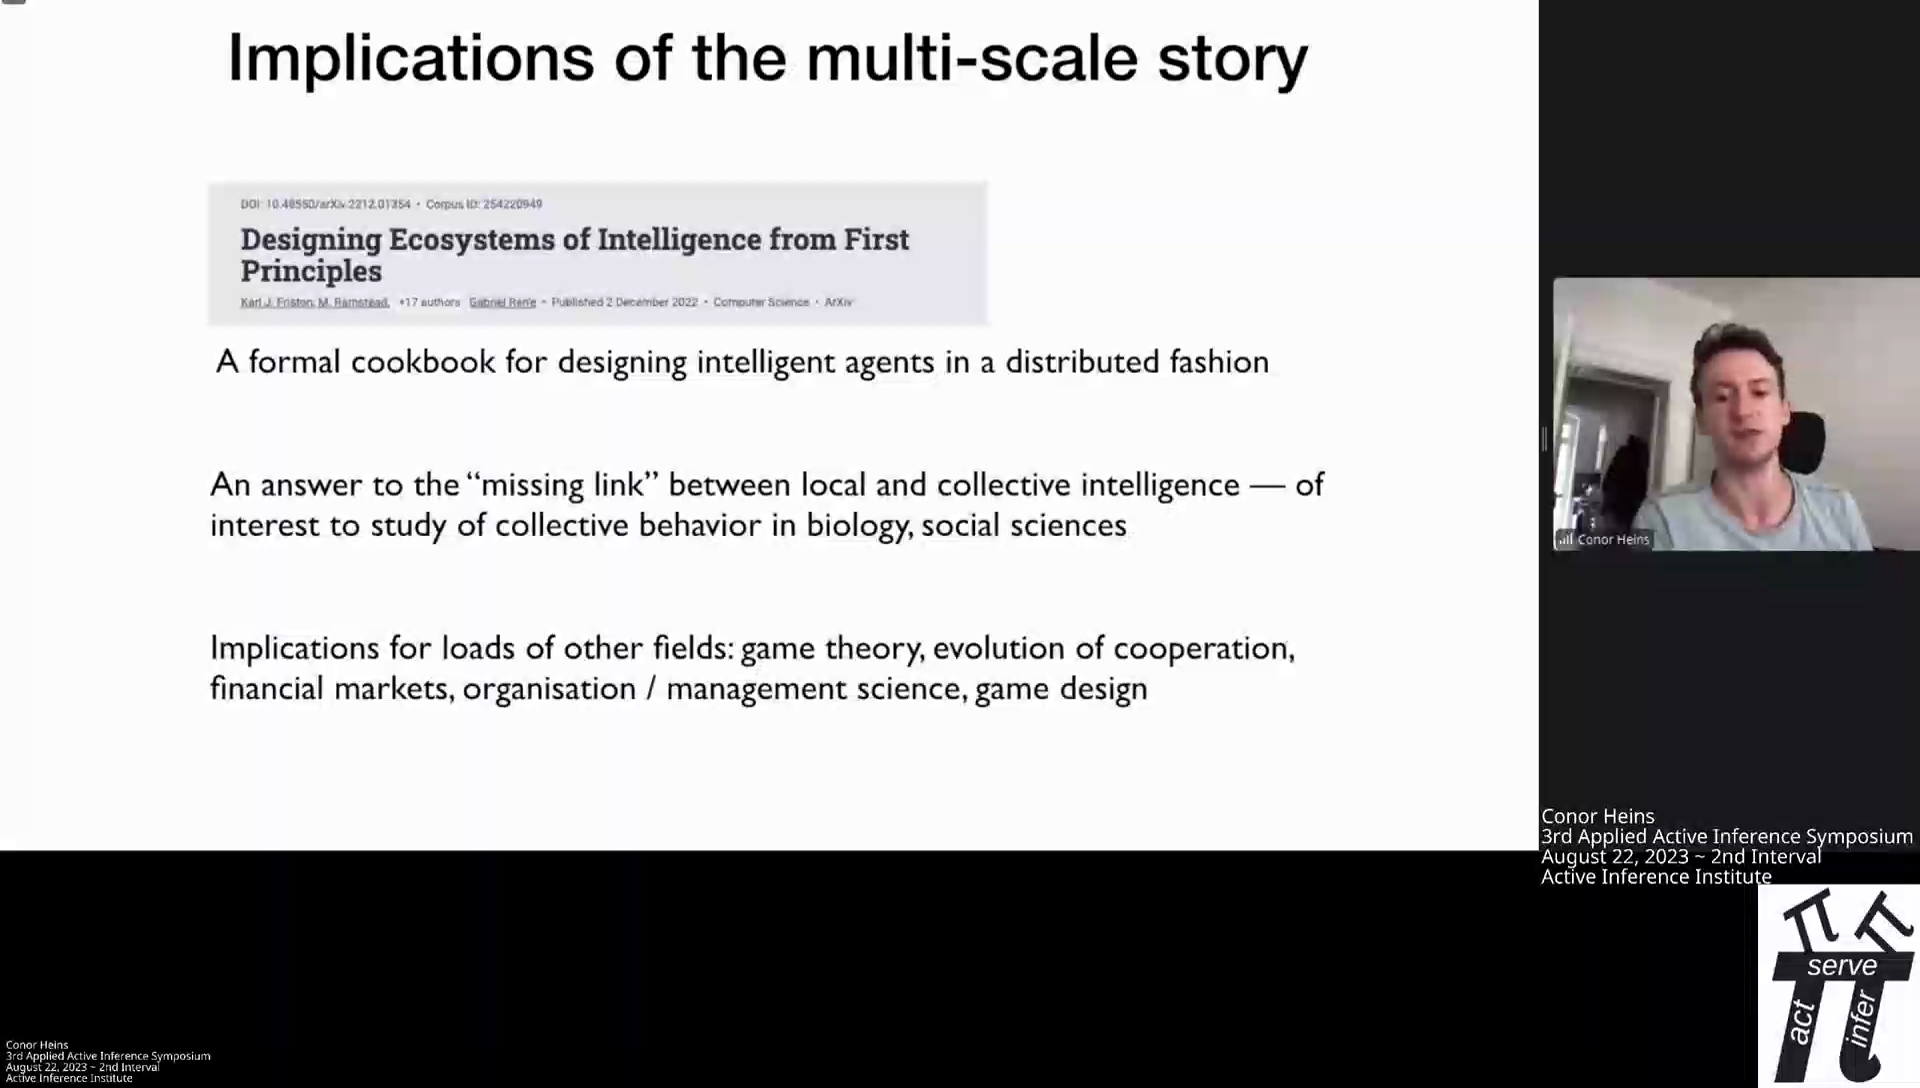 Implications of the multi-scale story
DOI: 10.48550/arXiv.2212.01354 • Corpus ID: 254220949
Designing Ecosystems of Intelligence from First
Principles
Karl J. Friston, M. Ramstead, +17 authors Gabriel Ren'e • Published 2 December 2022 • Computer Science • ArXiv
A formal cookbook for designing intelligent agents in a distributed fashion
An answer to the “missing link” between local and collective intelligence — of
interest to study of collective behavior in biology, social sciences
Implications for loads of other fields: game theory, evolution of cooperation,
financial markets, organisation / management science, game design
Conor Heins
Conor Heins
3rd Applied Active Inference Symposium
August 22, 2023 ~ 2nd Interval
Active Inference Institute
serve
act
infer
Conor Heins
3rd Applied Active Inference Symposium
August 22, 2023 ~ 2nd Interval
Active Inference Institute